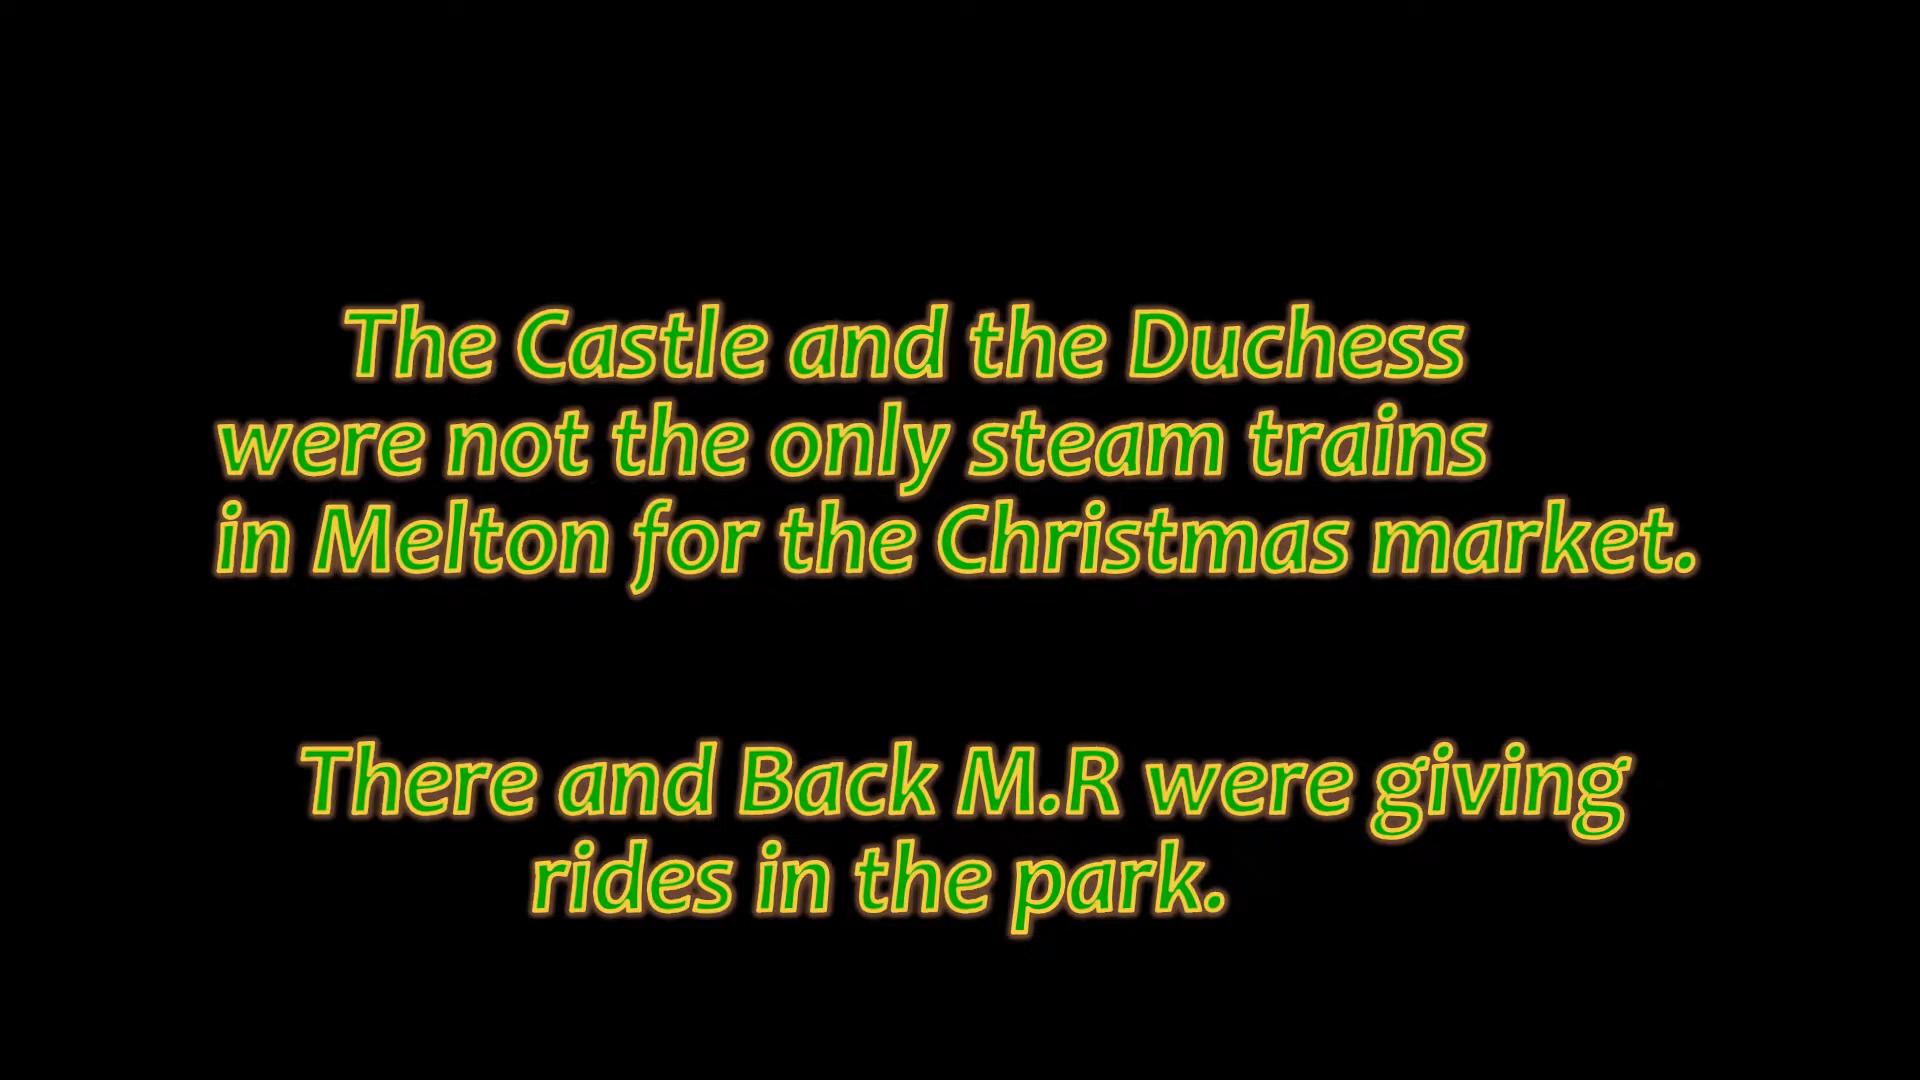 The Castle and the Duchess
were not the only steam trains
in Melton for the Christmas market.
There and Back M.R were giving
rides in the park.